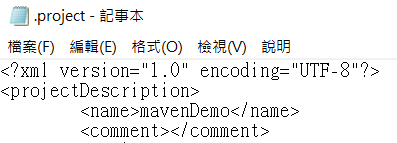 .project - 記事本
檔案(F) 編輯(E) 格式(O) 檢視(V) 說明
<?xml version="1.0" encoding="UTF-8"?>
<projectDescription>
<name>mavenDemo</name>
<comment></comment>